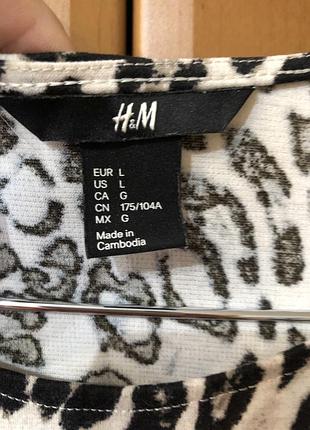 H&M
EUR L
US L
CA G
CN 175/104A
MX G
Made in
Cambodia